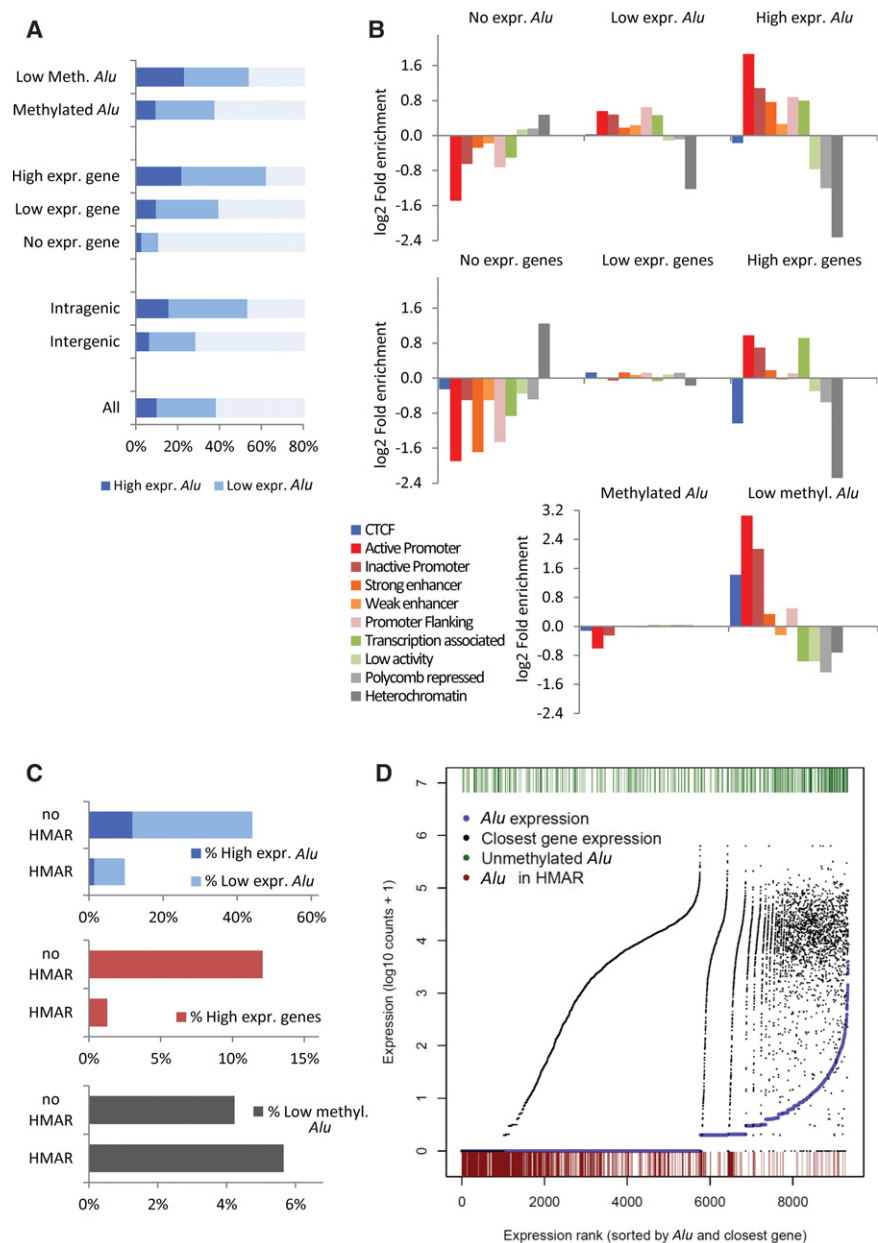 A
Low Meth. Alu
Methylated Alu
High expr. gene
Low expr. gene
No expr. gene
Intragenic
Intergenic
All
0% 20% 40% 60% 80%
High expr. Alu Low expr. Alu
B
No expr. Alu Low expr. Alu High expr. Alu
log2 Fold enrichment
1.6
0.8
0.0
-0.8
-1.6
-2.4
No expr. genes Low expr. genes High expr. genes
log2 Fold enrichment
1.6
0.8
0.0
-0.8
-1.6
-2.4
Methylated Alu Low methyl. Alu
log2 Fold enrichment
3.2
1.6
0.8
0.0
-0.8
-1.6
-2.4
CTCF
Active Promoter
Inactive Promoter
Strong enhancer
Weak enhancer
Promoter Flanking
Transcription associated
Low activity
Polycomb repressed
Heterochromatin
C
no
HMAR
HMAR
% High expr. Alu
% Low expr. Alu
0% 20% 40% 60%
no
HMAR
HMAR
% High expr. genes
0% 5% 10% 15%
no
HMAR
HMAR
% Low methyl.
Alu
0% 2% 4% 6%
D
Expression (log10 counts + 1)
7
6
5
4
3
2
1
0
Alu expression
Closest gene expression
Unmethylated Alu
Alu in HMAR
0 2000 4000 6000 8000
Expression rank (sorted by Alu and closest gene)